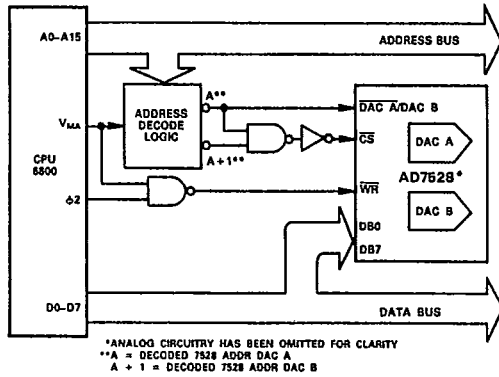 A0–A15
ADDRESS BUS
A**
ADDRESS
DECODE
LOGIC
VMA
CPU
6800
A+1**
DAC A/DAC B
CS
DAC A
AD7528*
DAC B
WR
ϕ2
DB0
DB7
D0–D7
DATA BUS
*ANALOG CIRCUITRY HAS BEEN OMITTED FOR CLARITY
**A = DECODED 7528 ADDR DAC A
A + 1 = DECODED 7528 ADDR DAC B